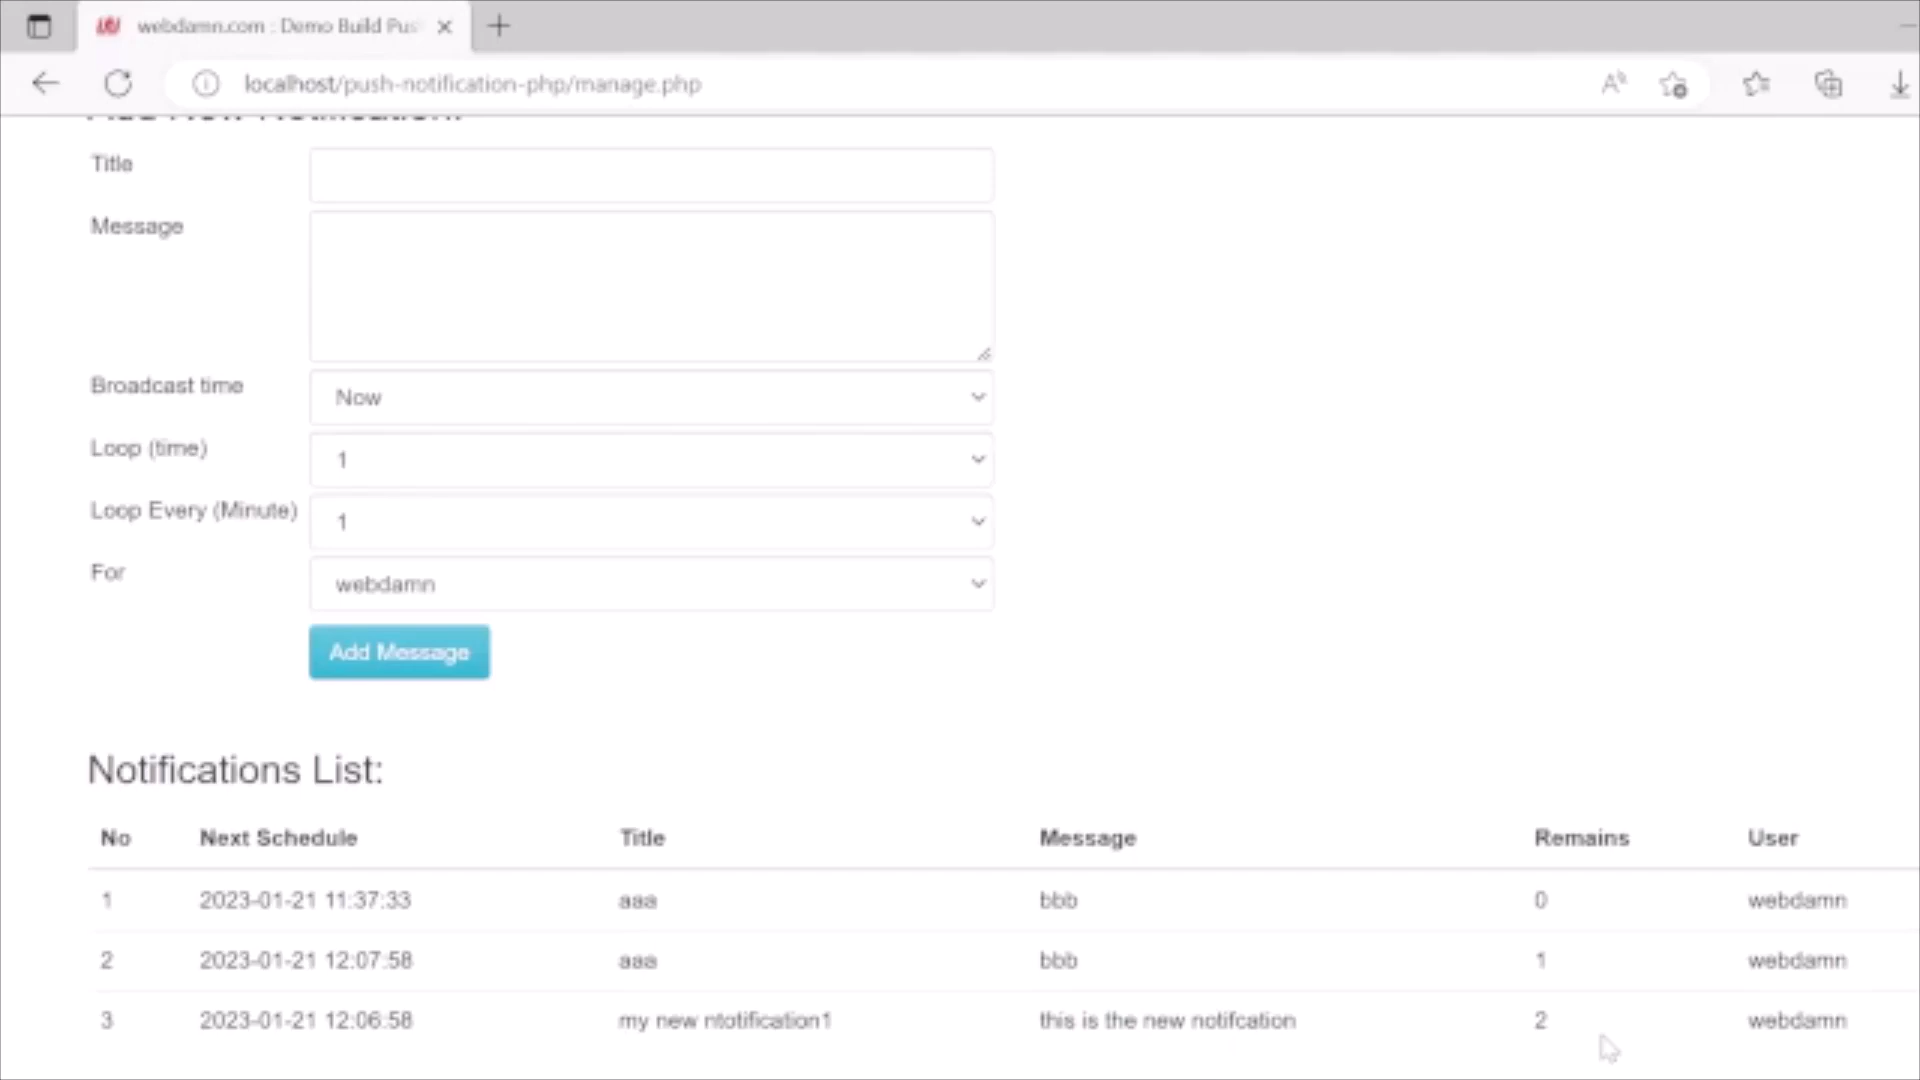 webdamn.com : Demo Build Pus
localhost/push-notification-php/manage.php
Add New Notification:
Title
Message
Broadcast time
Now
Loop (time)
1
Loop Every (Minute)
1
For
webdamn
Add Message
Notifications List:
No Next Schedule Title Message Remains User
1 2023-01-21 11:37:33 aaa bbb 0 webdamn
2 2023-01-21 12:07:58 aaa bbb 1 webdamn
3 2023-01-21 12:06:58 my new ntotification1 this is the new notifcation 2 webdamn